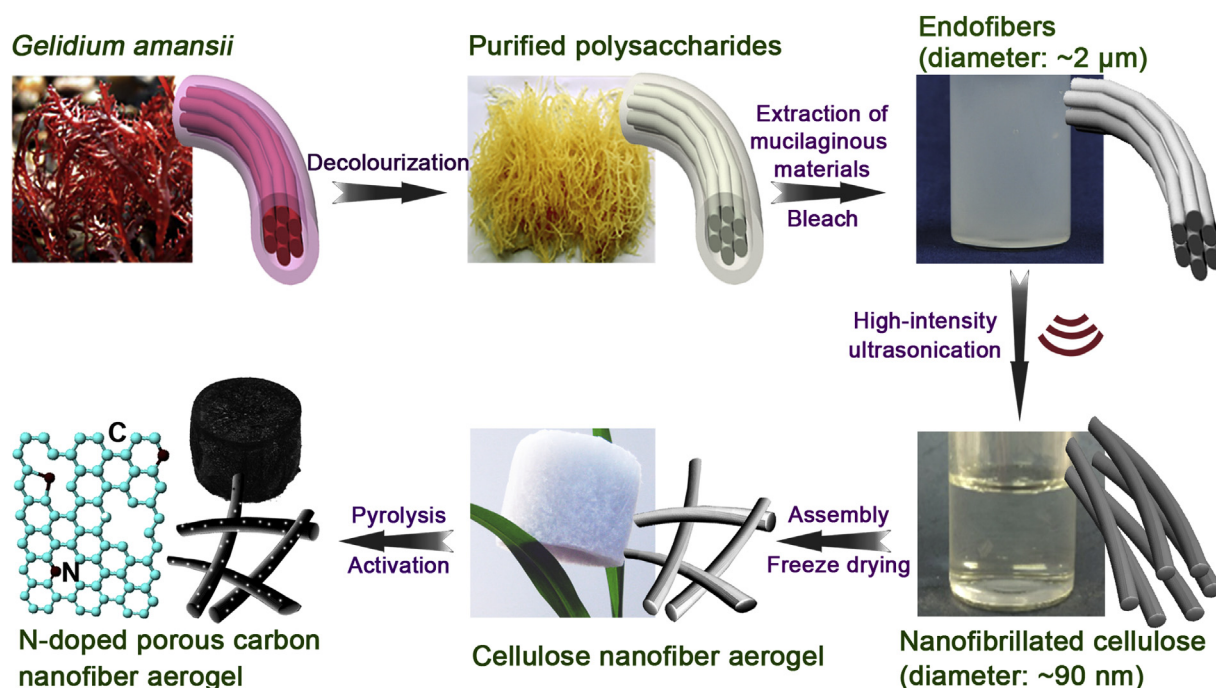 Gelidium amansii
Decolourization
Purified polysaccharides
Extraction of
mucilaginous
materials
Bleach
Endofibers
(diameter: ~2 µm)
High-intensity
ultrasonication
Nanofibrillated cellulose
(diameter: ~90 nm)
Assembly
Freeze drying
Cellulose nanofiber aerogel
Pyrolysis
Activation
C
N
N-doped porous carbon
nanofiber aerogel